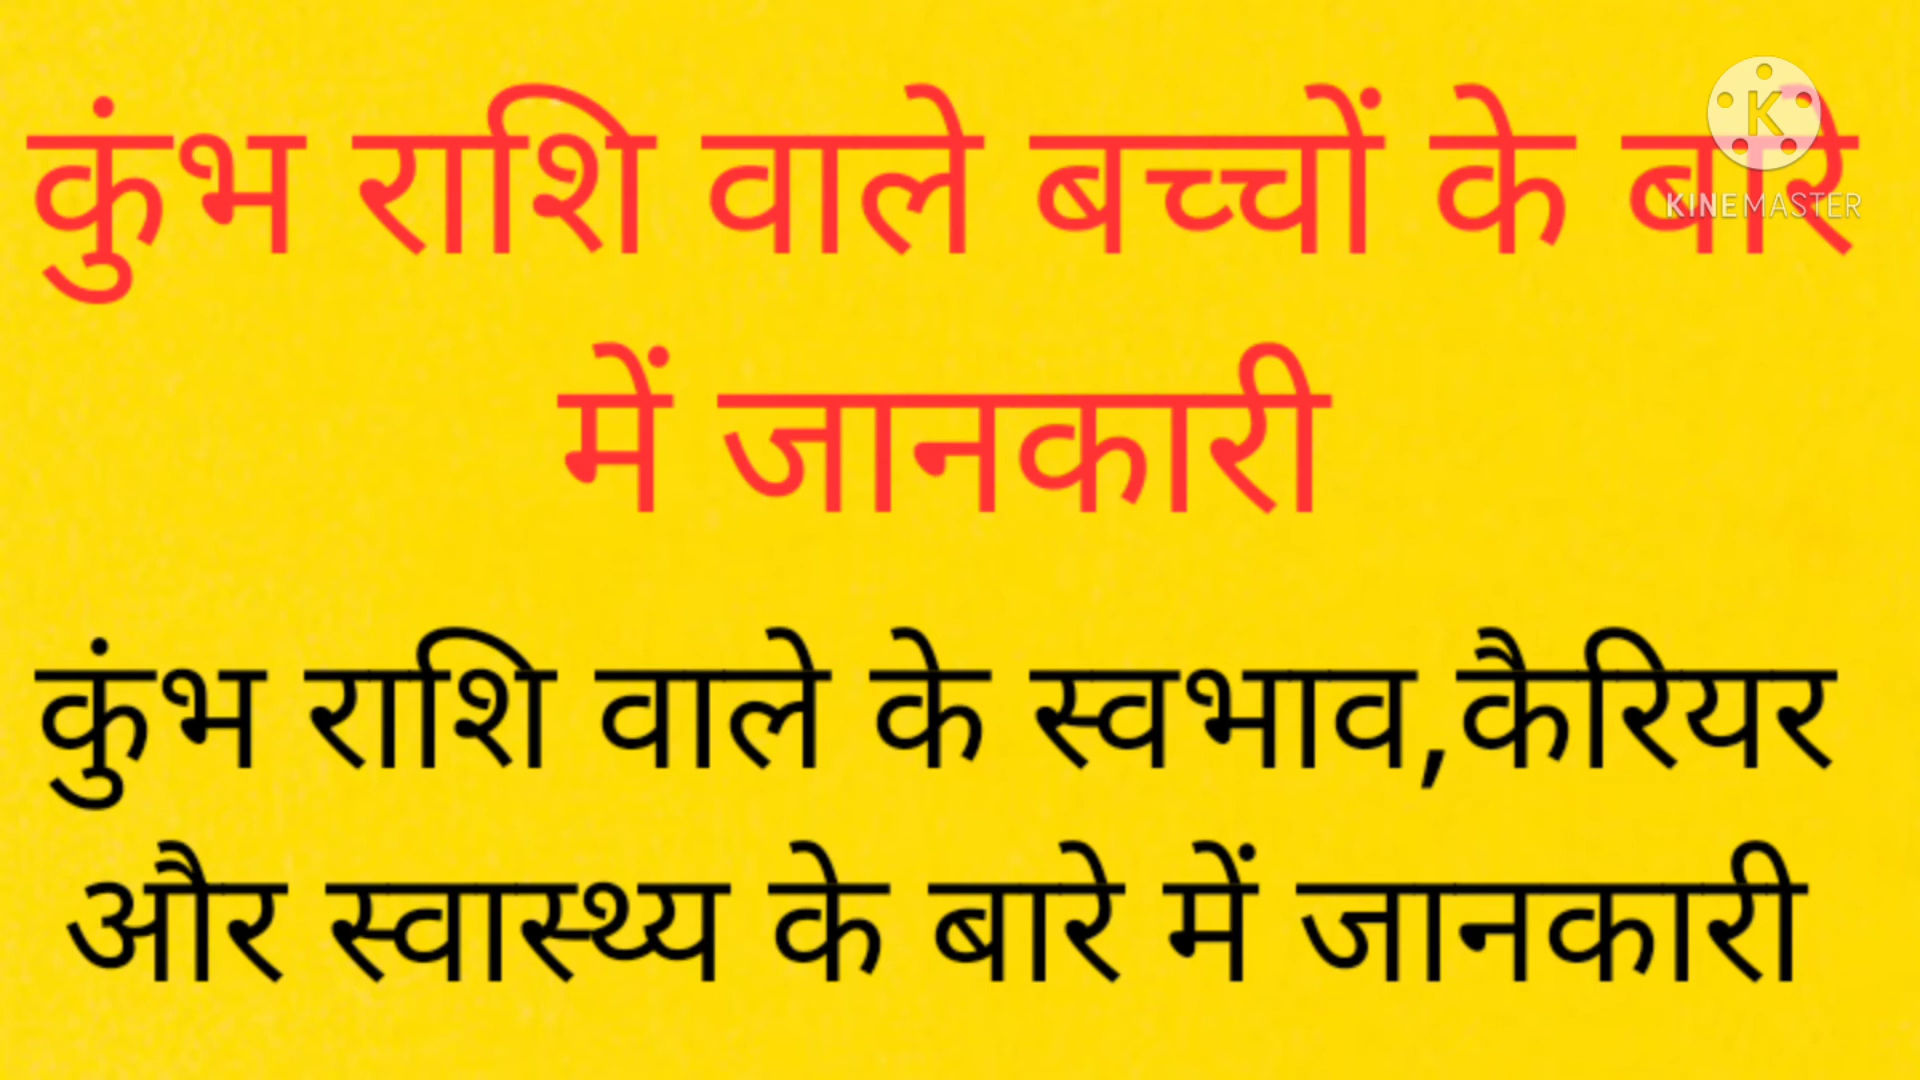 कुंभ राशि वाले बच्चों के बारे
में जानकारी
कुंभ राशि वाले के स्वभाव,कैरियर
और स्वास्थ्य के बारे में जानकारी
K
KINEMASTER